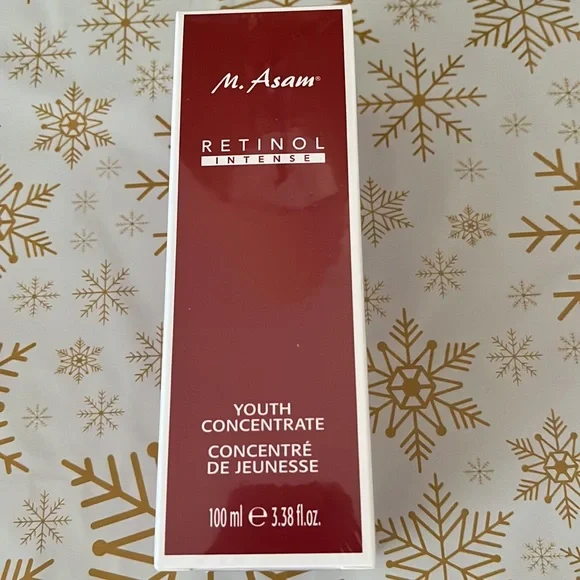 M. Asam®
RETINOL
INTENSE
YOUTH
CONCENTRATE
CONCENTRÉ
DE JEUNESSE
100 ml ℮ 3.38 fl.oz.